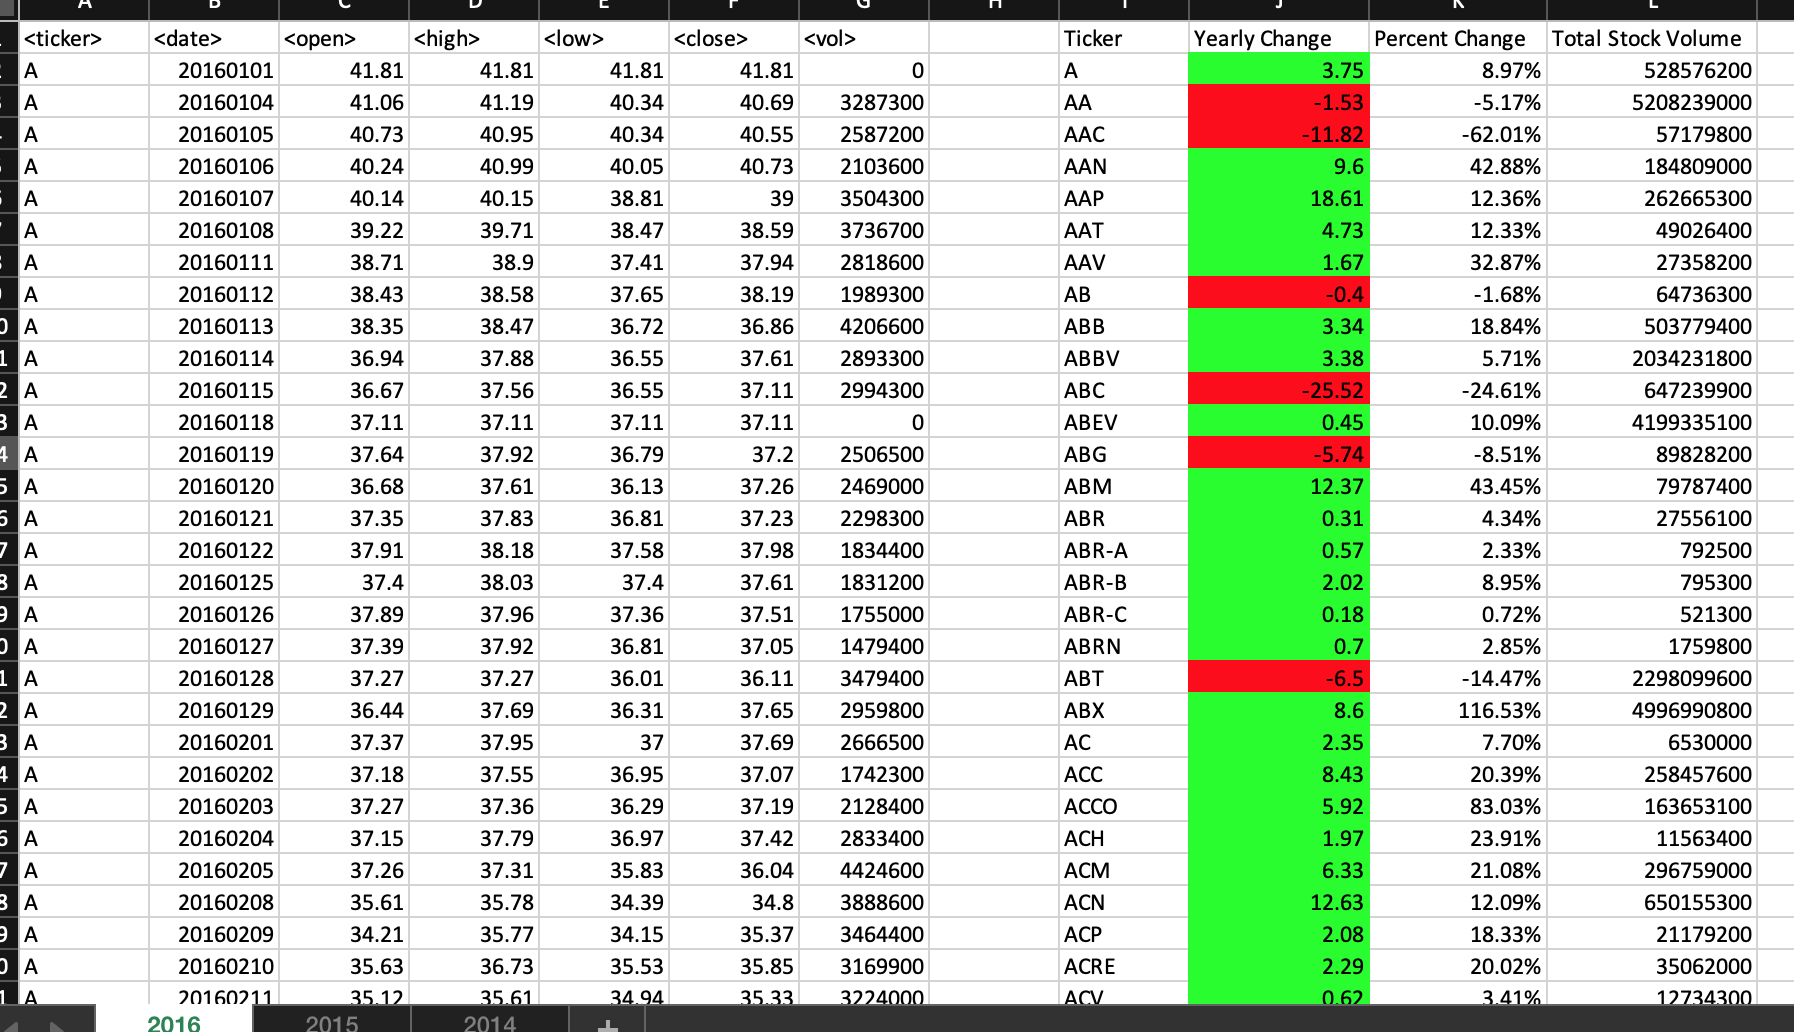 A B C D E F G H I J K L
<ticker> <date> <open> <high> <low> <close> <vol> Ticker Yearly Change Percent Change Total Stock Volume
A 20160101 41.81 41.81 41.81 41.81 0 A 3.75 8.97% 528576200
A 20160104 41.06 41.19 40.34 40.69 3287300 AA -1.53 -5.17% 5208239000
A 20160105 40.73 40.95 40.34 40.55 2587200 AAC -11.82 -62.01% 57179800
A 20160106 40.24 40.99 40.05 40.73 2103600 AAN 9.6 42.88% 184809000
A 20160107 40.14 40.15 38.81 39 3504300 AAP 18.61 12.36% 262665300
A 20160108 39.22 39.71 38.47 38.59 3736700 AAT 4.73 12.33% 49026400
A 20160111 38.71 38.9 37.41 37.94 2818600 AAV 1.67 32.87% 27358200
A 20160112 38.43 38.58 37.65 38.19 1989300 AB -0.4 -1.68% 64736300
A 20160113 38.35 38.47 36.72 36.86 4206600 ABB 3.34 18.84% 503779400
A 20160114 36.94 37.88 36.55 37.61 2893300 ABBV 3.38 5.71% 2034231800
A 20160115 36.67 37.56 36.55 37.11 2994300 ABC -25.52 -24.61% 647239900
A 20160118 37.11 37.11 37.11 37.11 0 ABEV 0.45 10.09% 4199335100
A 20160119 37.64 37.92 36.79 37.2 2506500 ABG -5.74 -8.51% 89828200
A 20160120 36.68 37.61 36.13 37.26 2469000 ABM 12.37 43.45% 79787400
A 20160121 37.35 37.83 36.81 37.23 2298300 ABR 0.31 4.34% 27556100
A 20160122 37.91 38.18 37.58 37.98 1834400 ABR-A 0.57 2.33% 792500
A 20160125 37.4 38.03 37.4 37.61 1831200 ABR-B 2.02 8.95% 795300
A 20160126 37.89 37.96 37.36 37.51 1755000 ABR-C 0.18 0.72% 521300
A 20160127 37.39 37.92 36.81 37.05 1479400 ABRN 0.7 2.85% 1759800
A 20160128 37.27 37.27 36.01 36.11 3479400 ABT -6.5 -14.47% 2298099600
A 20160129 36.44 37.69 36.31 37.65 2959800 ABX 8.6 116.53% 4996990800
A 20160201 37.37 37.95 37 37.69 2666500 AC 2.35 7.70% 6530000
A 20160202 37.18 37.55 36.95 37.07 1742300 ACC 8.43 20.39% 258457600
A 20160203 37.27 37.36 36.29 37.19 2128400 ACCO 5.92 83.03% 163653100
A 20160204 37.15 37.79 36.97 37.42 2833400 ACH 1.97 23.91% 11563400
A 20160205 37.26 37.31 35.83 36.04 4424600 ACM 6.33 21.08% 296759000
A 20160208 35.61 35.78 34.39 34.8 3888600 ACN 12.63 12.09% 650155300
A 20160209 34.21 35.77 34.15 35.37 3464400 ACP 2.08 18.33% 21179200
A 20160210 35.63 36.73 35.53 35.85 3169900 ACRE 2.29 20.02% 35062000
A 20160211 35.12 35.61 34.94 35.33 3224000 ACV 0.62 3.41% 12734300
2016 2015 2014 +